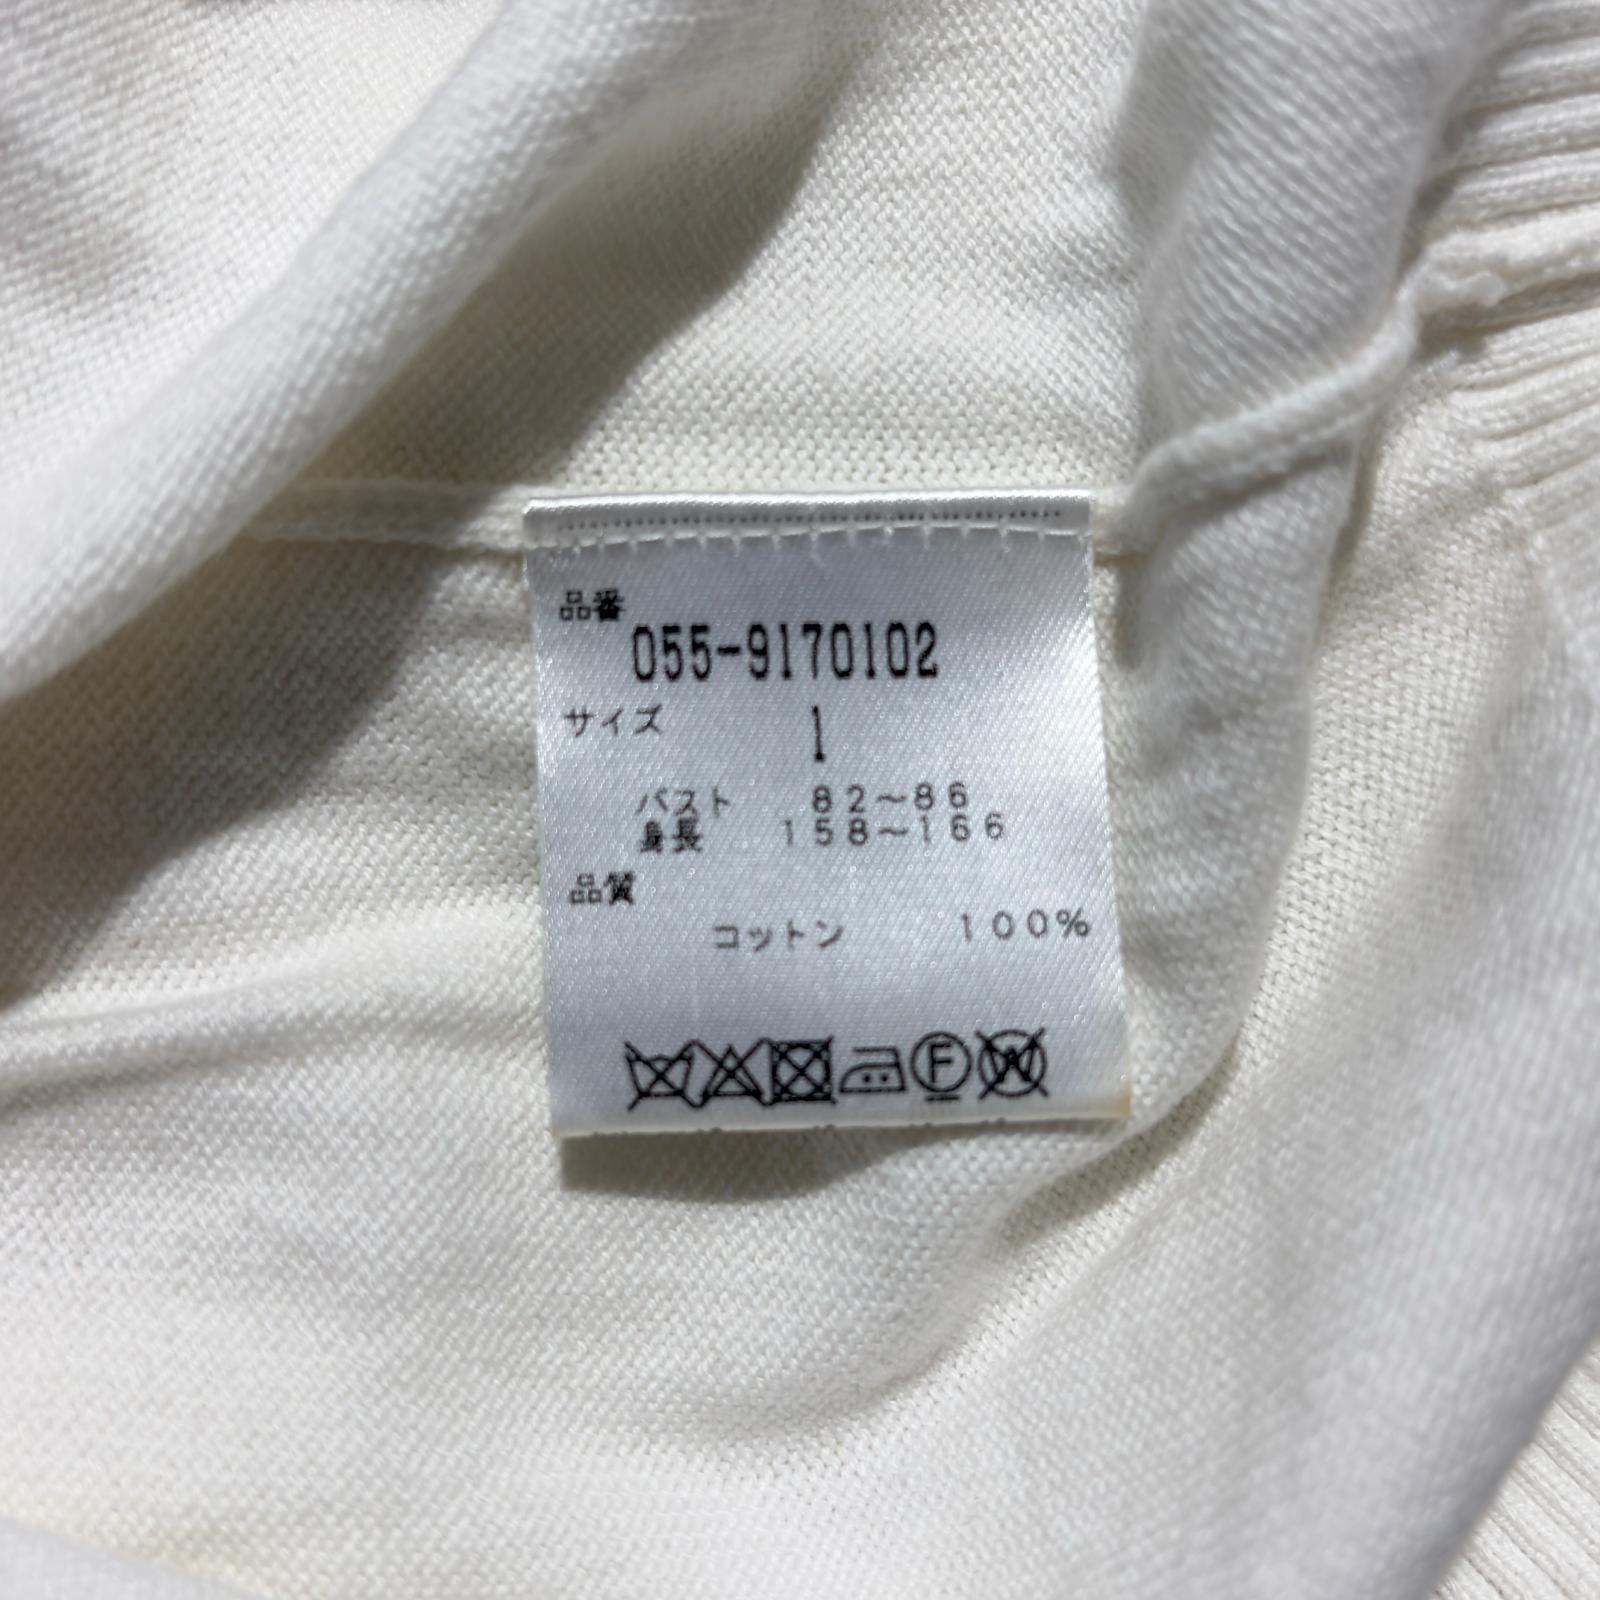 品番
055-9170102
サイズ 1
バスト 82～86
身長 158～166
品質
コットン 100%
F W